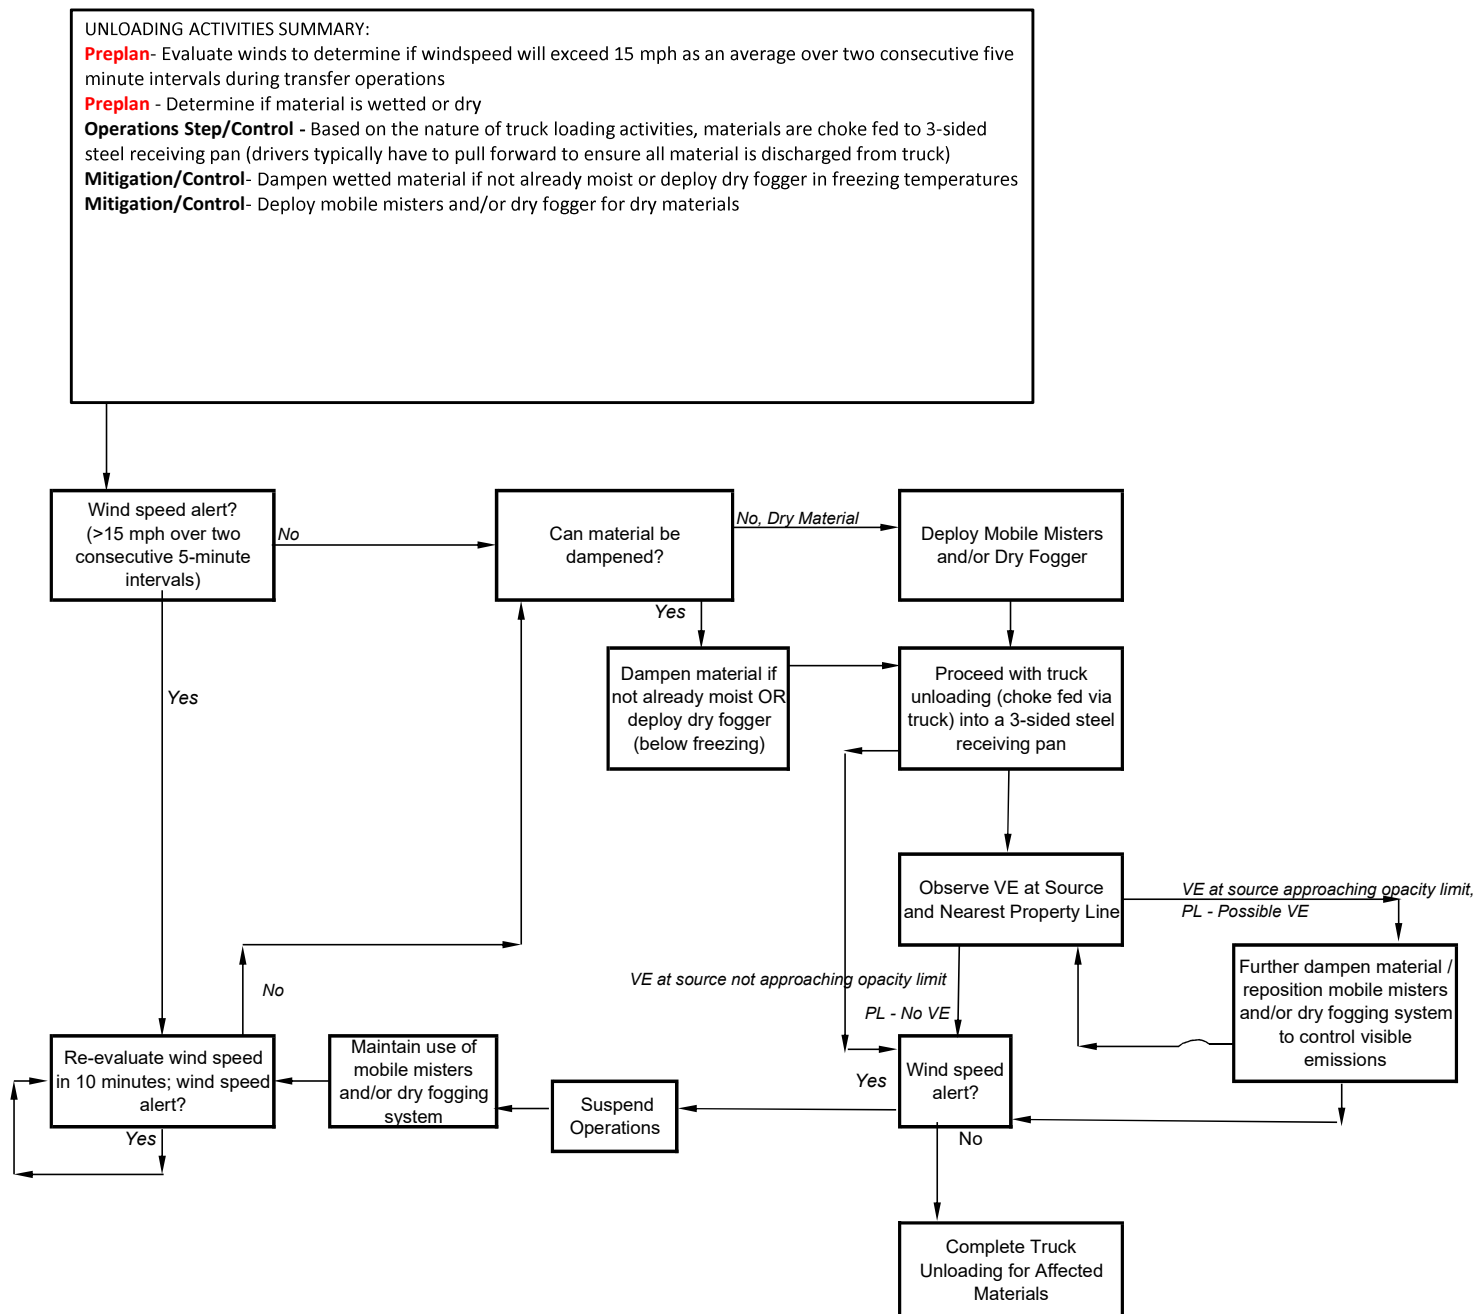 UNLOADING ACTIVITIES SUMMARY:
Preplan- Evaluate winds to determine if windspeed will exceed 15 mph as an average over two consecutive five
minute intervals during transfer operations
Preplan - Determine if material is wetted or dry
Operations Step/Control - Based on the nature of truck loading activities, materials are choke fed to 3-sided
steel receiving pan (drivers typically have to pull forward to ensure all material is discharged from truck)
Mitigation/Control- Dampen wetted material if not already moist or deploy dry fogger in freezing temperatures
Mitigation/Control- Deploy mobile misters and/or dry fogger for dry materials
Wind speed alert?
(>15 mph over two
consecutive 5-minute
intervals)
No
Can material be
dampened?
No, Dry Material
Deploy Mobile Misters
and/or Dry Fogger
Yes
Yes
Dampen material if
not already moist OR
deploy dry fogger
(below freezing)
Proceed with truck
unloading (choke fed via
truck) into a 3-sided steel
receiving pan
Observe VE at Source
and Nearest Property Line
VE at source approaching opacity limit,
PL - Possible VE
Further dampen material /
reposition mobile misters
and/or dry fogging system
to control visible
emissions
VE at source not approaching opacity limit
PL - No VE
No
Re-evaluate wind speed
in 10 minutes; wind speed
alert?
Yes
Maintain use of
mobile misters
and/or dry fogging
system
Suspend
Operations
Yes
Wind speed
alert?
No
Complete Truck
Unloading for Affected
Materials